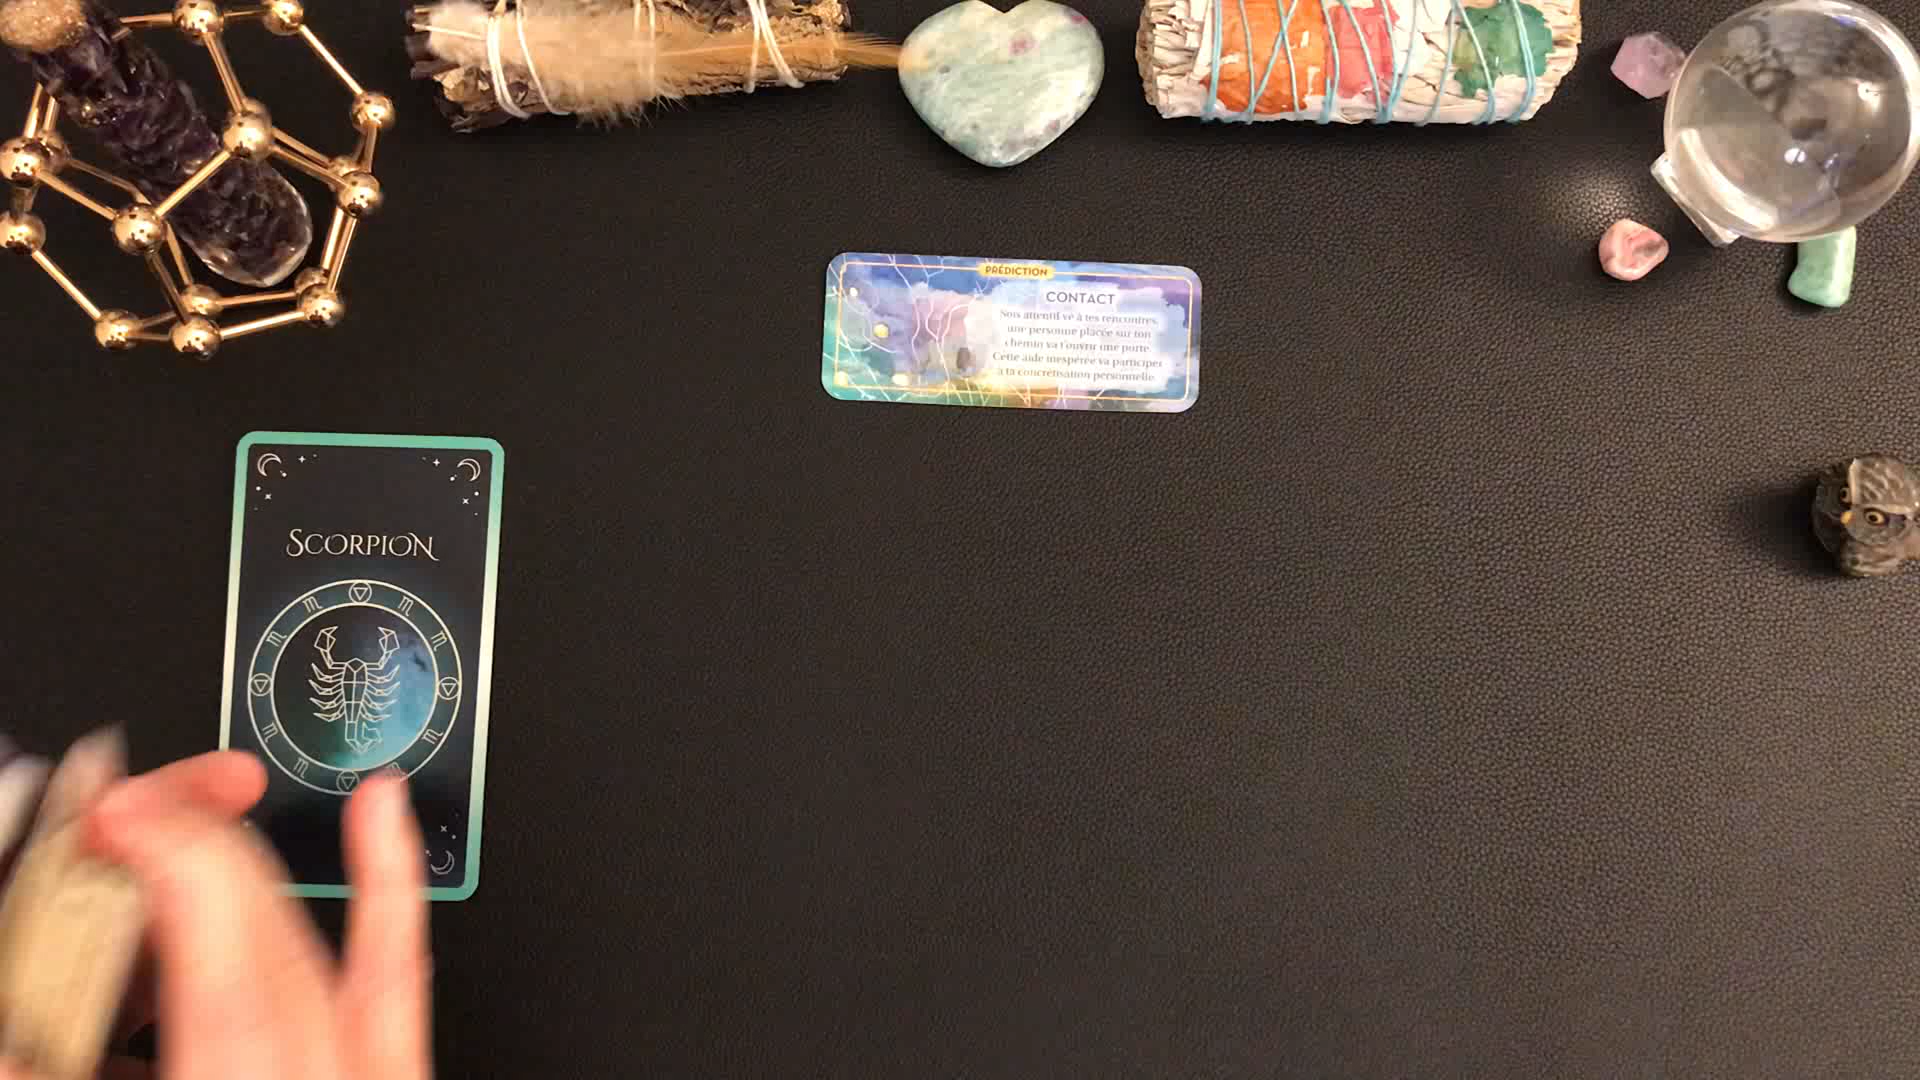 PRÉDICTION
CONTACT
Sois attentif·ve à tes rencontres,
une personne placée sur ton
chemin va t'ouvrir une porte.
Cette aide inespérée va participer
à ta concrétisation personnelle.
SCORPION